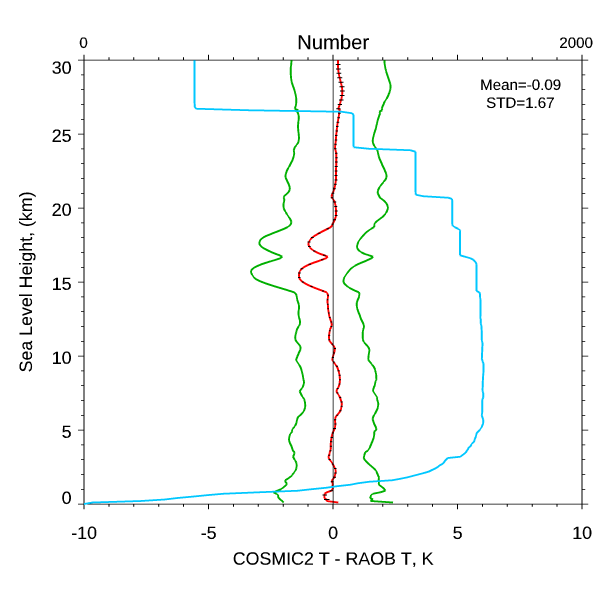 0 Number 2000
Mean=-0.09
STD=1.67
30
25
20
15
10
5
0
Sea Level Height, (km)
-10 -5 0 5 10
COSMIC2 T - RAOB T, K